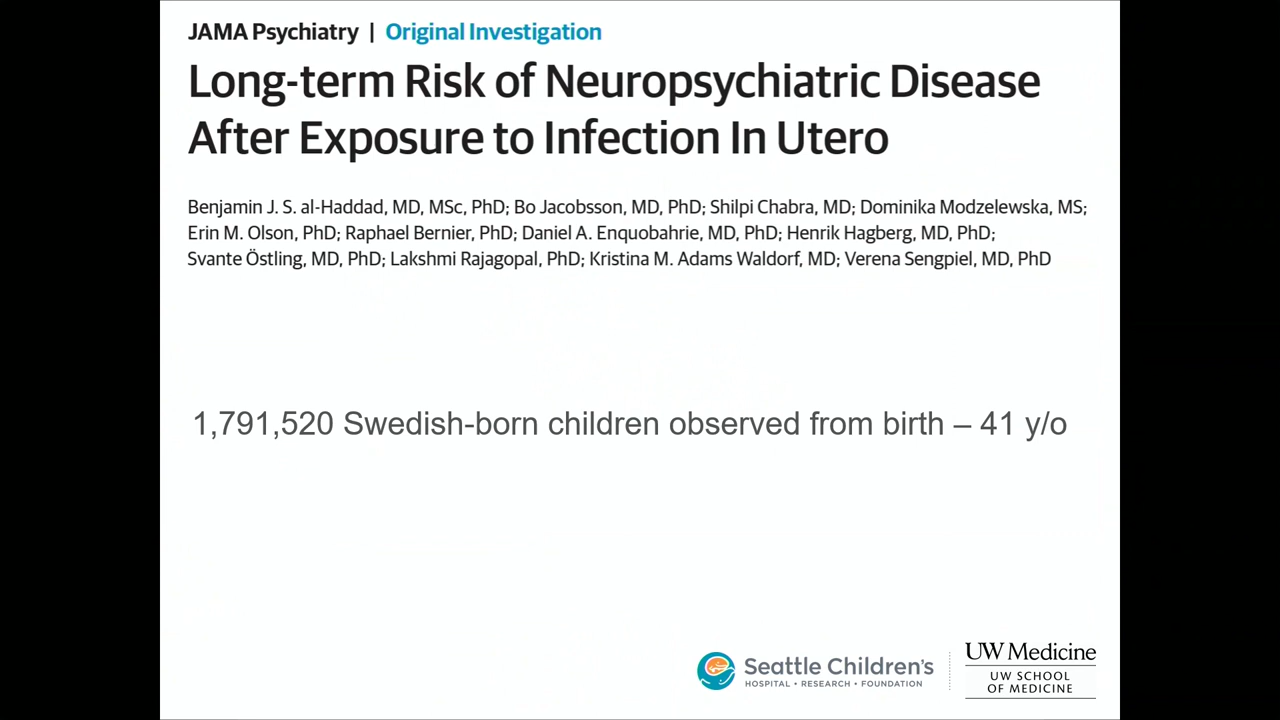 JAMA Psychiatry | Original Investigation
Long-term Risk of Neuropsychiatric Disease
After Exposure to Infection In Utero
Benjamin J. S. al-Haddad, MD, MSc, PhD; Bo Jacobsson, MD, PhD; Shilpi Chabra, MD; Dominika Modzelewska, MS;
Erin M. Olson, PhD; Raphael Bernier, PhD; Daniel A. Enquobahrie, MD, PhD; Henrik Hagberg, MD, PhD;
Svante Östling, MD, PhD; Lakshmi Rajagopal, PhD; Kristina M. Adams Waldorf, MD; Verena Sengpiel, MD, PhD
1,791,520 Swedish-born children observed from birth – 41 y/o
Seattle Children's
HOSPITAL • RESEARCH • FOUNDATION
UW Medicine
UW SCHOOL
OF MEDICINE